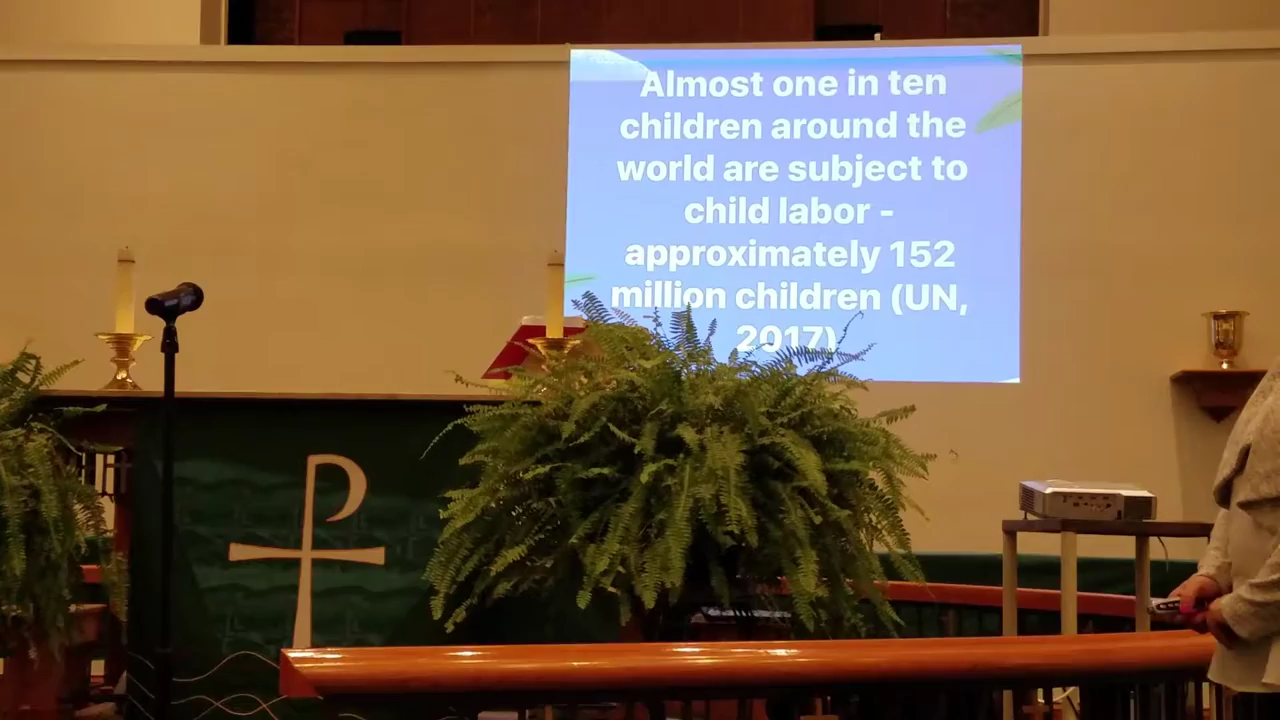 Almost one in ten
children around the
world are subject to
child labor -
approximately 152
million children (UN,
2017)